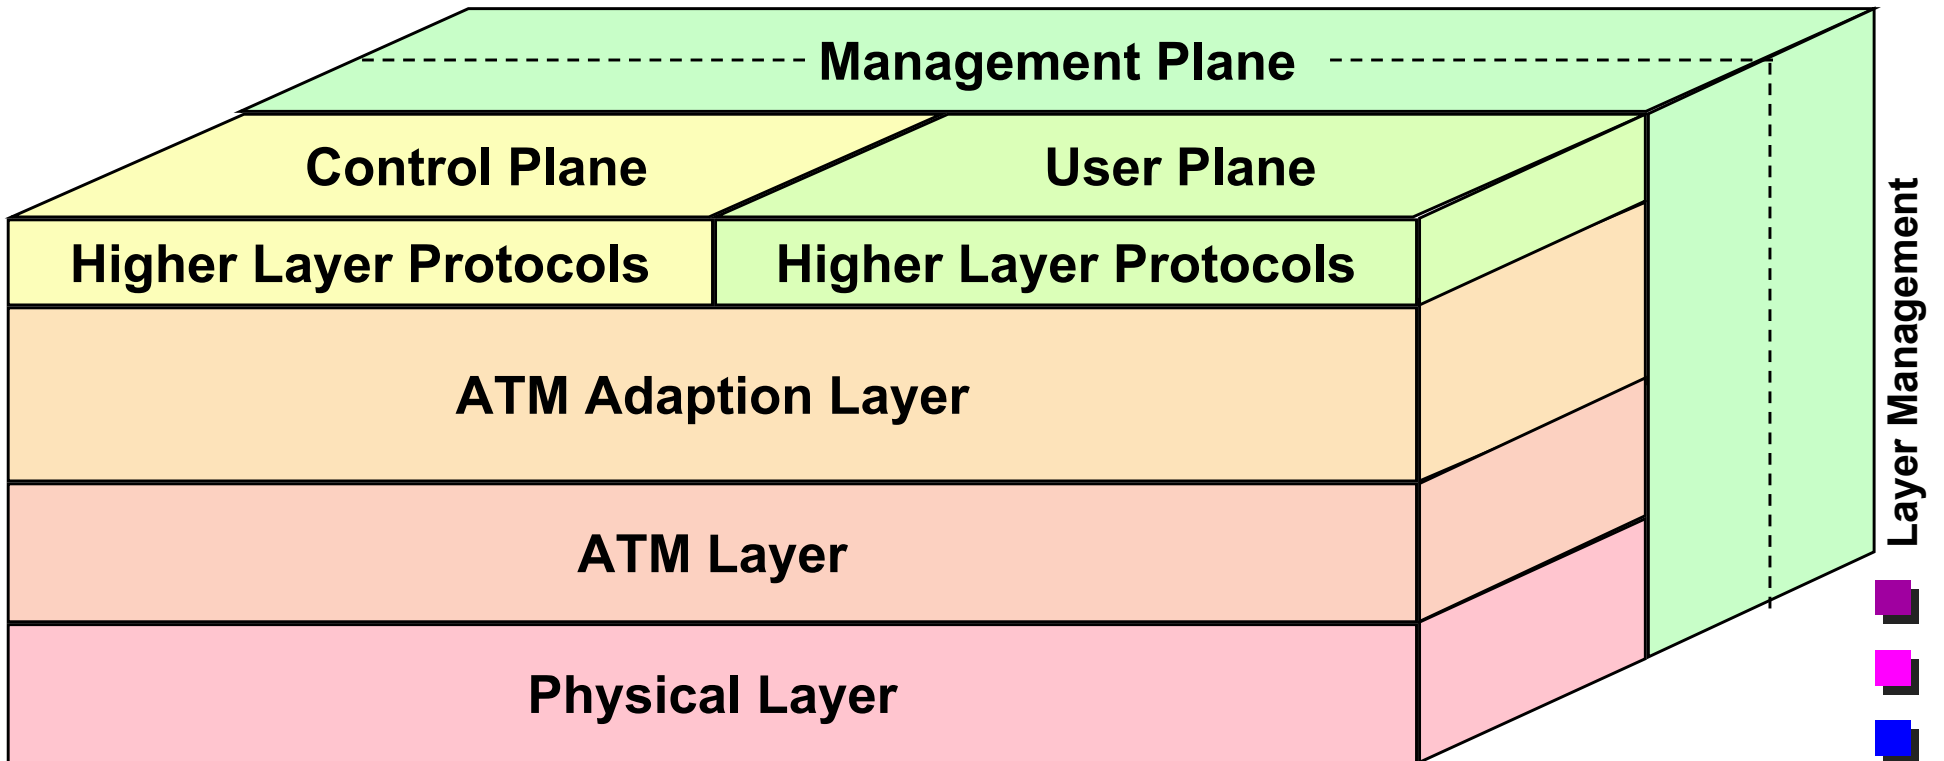 Management Plane
Control Plane
User Plane
Higher Layer Protocols
Higher Layer Protocols
ATM Adaption Layer
ATM Layer
Physical Layer
Layer Management